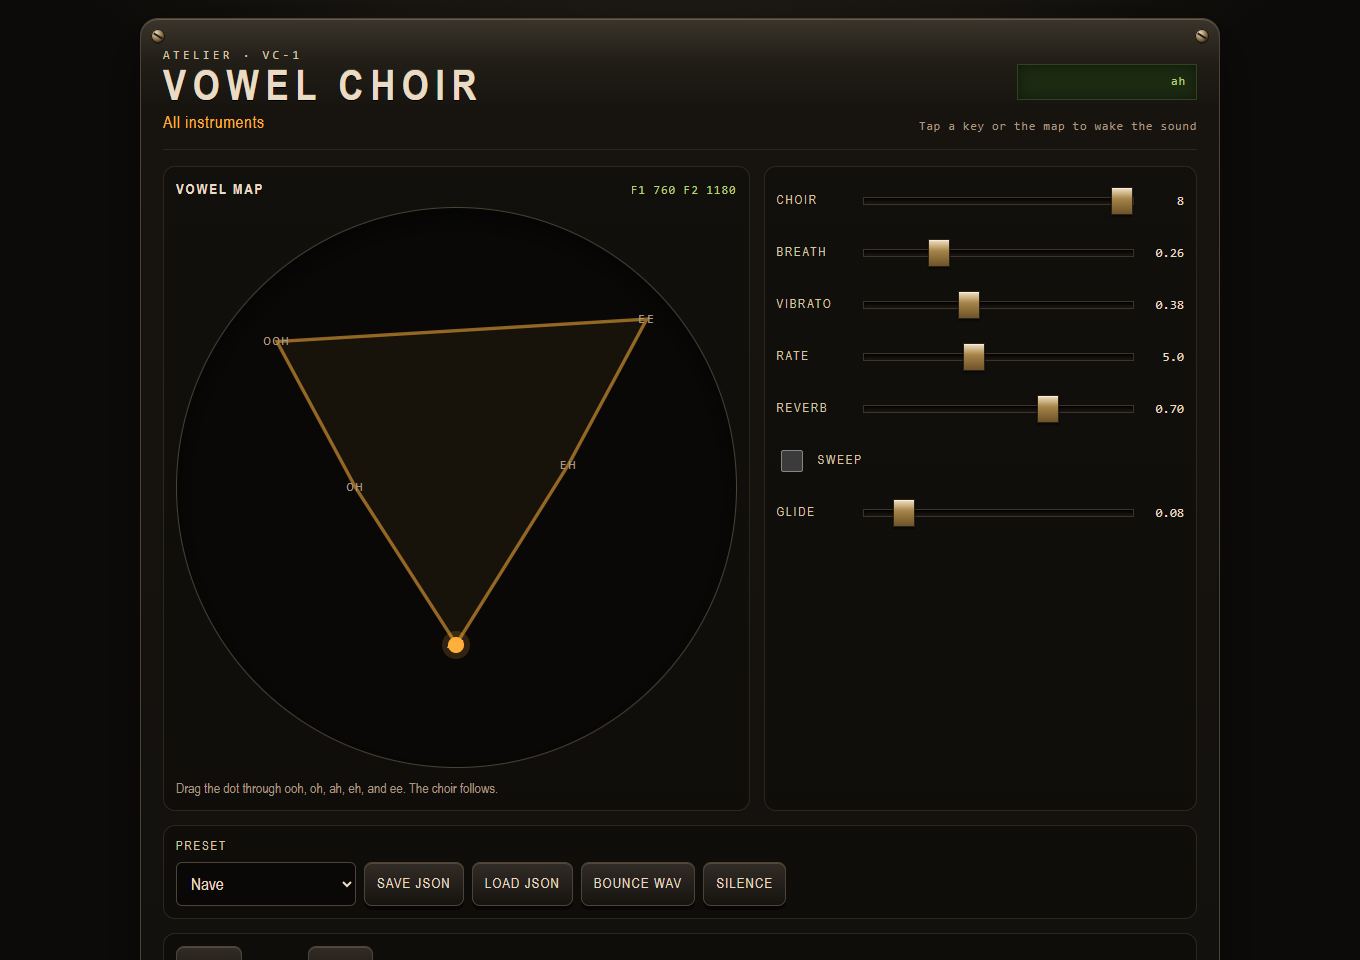 ATELIER · VC-1
VOWEL CHOIR
All instruments
ah
Tap a key or the map to wake the sound
VOWEL MAP
F1 760 F2 1180
EE
OOH
EH
OH
Drag the dot through ooh, oh, ah, eh, and ee. The choir follows.
CHOIR 8
BREATH 0.26
VIBRATO 0.38
RATE 5.0
REVERB 0.70
SWEEP
GLIDE 0.08
PRESET
Nave
SAVE JSON
LOAD JSON
BOUNCE WAV
SILENCE